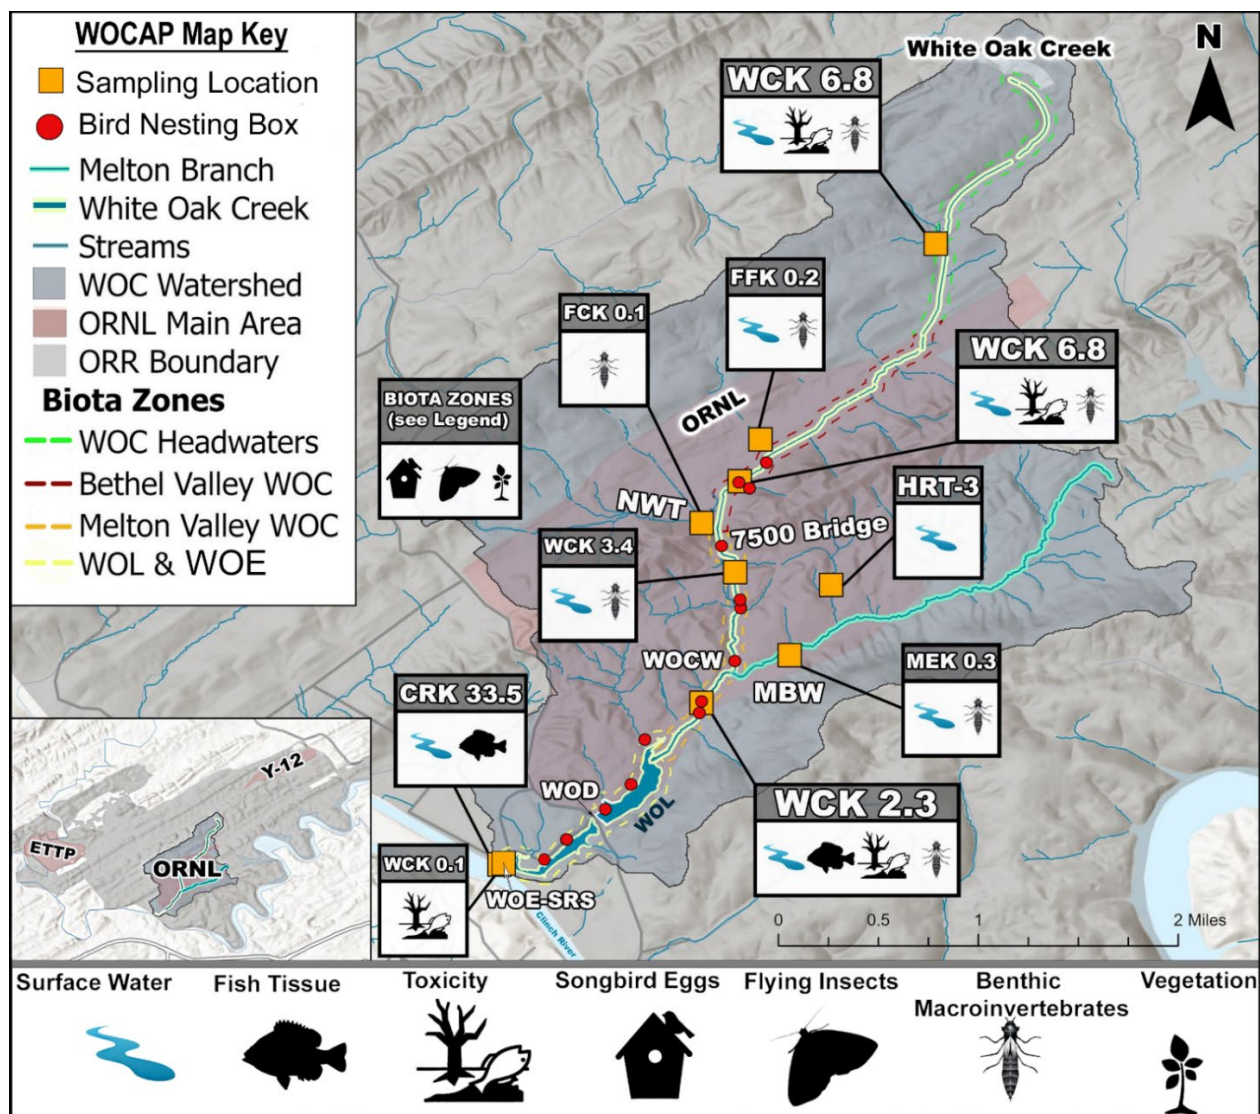 WOCAP Map Key
Sampling Location
Bird Nesting Box
Melton Branch
White Oak Creek
Streams
WOC Watershed
ORNL Main Area
ORR Boundary
Biota Zones
WOC Headwaters
Bethel Valley WOC
Melton Valley WOC
WOL & WOE
White Oak Creek
N
WCK 6.8
FFK 0.2
FCK 0.1
WCK 6.8
BIOTA ZONES
(see Legend)
ORNL
HRT-3
NWT
7500 Bridge
WCK 3.4
WOCW
MBW
MEK 0.3
CRK 33.5
WOD
WOL
WCK 2.3
WCK 0.1
WOE-SRS
Clinch River
0 0.5 1 2 Miles
Y-12
ETTP
ORNL
Surface Water
Fish Tissue
Toxicity
Songbird Eggs
Flying Insects
Benthic
Macroinvertebrates
Vegetation